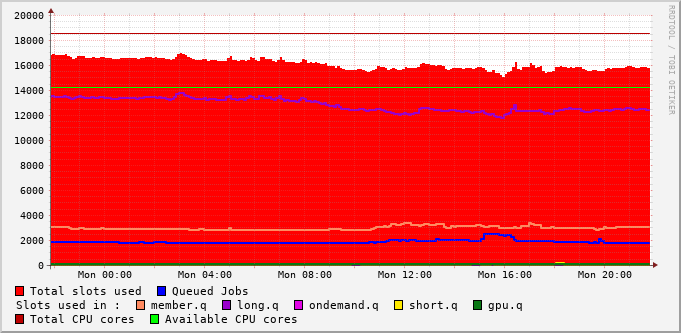 20000
18000
16000
14000
12000
10000
8000
6000
4000
2000
0
Mon 00:00 Mon 04:00 Mon 08:00 Mon 12:00 Mon 16:00 Mon 20:00
RRDTOOL / TOBI OETIKER
Total slots used Queued Jobs
Slots used in : member.q long.q ondemand.q short.q gpu.q
Total CPU cores Available CPU cores